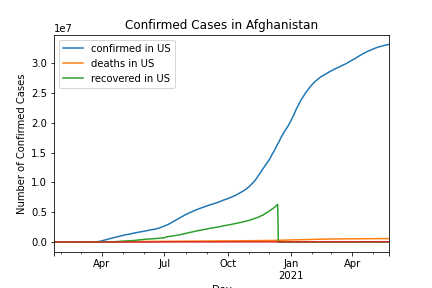 Confirmed Cases in Afghanistan
1e7
confirmed in US
deaths in US
recovered in US
Number of Confirmed Cases
3.0
2.5
2.0
1.5
1.0
0.5
0.0
Apr Jul Oct Jan Apr
2021